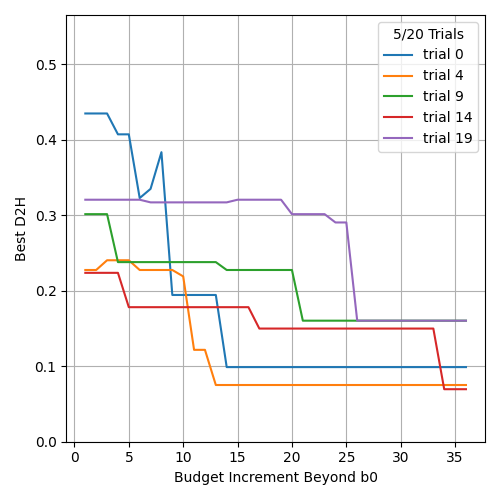 5/20 Trials
trial 0
trial 4
trial 9
trial 14
trial 19
Best D2H
0.5
0.4
0.3
0.2
0.1
0.0
0 5 10 15 20 25 30 35
Budget Increment Beyond b0